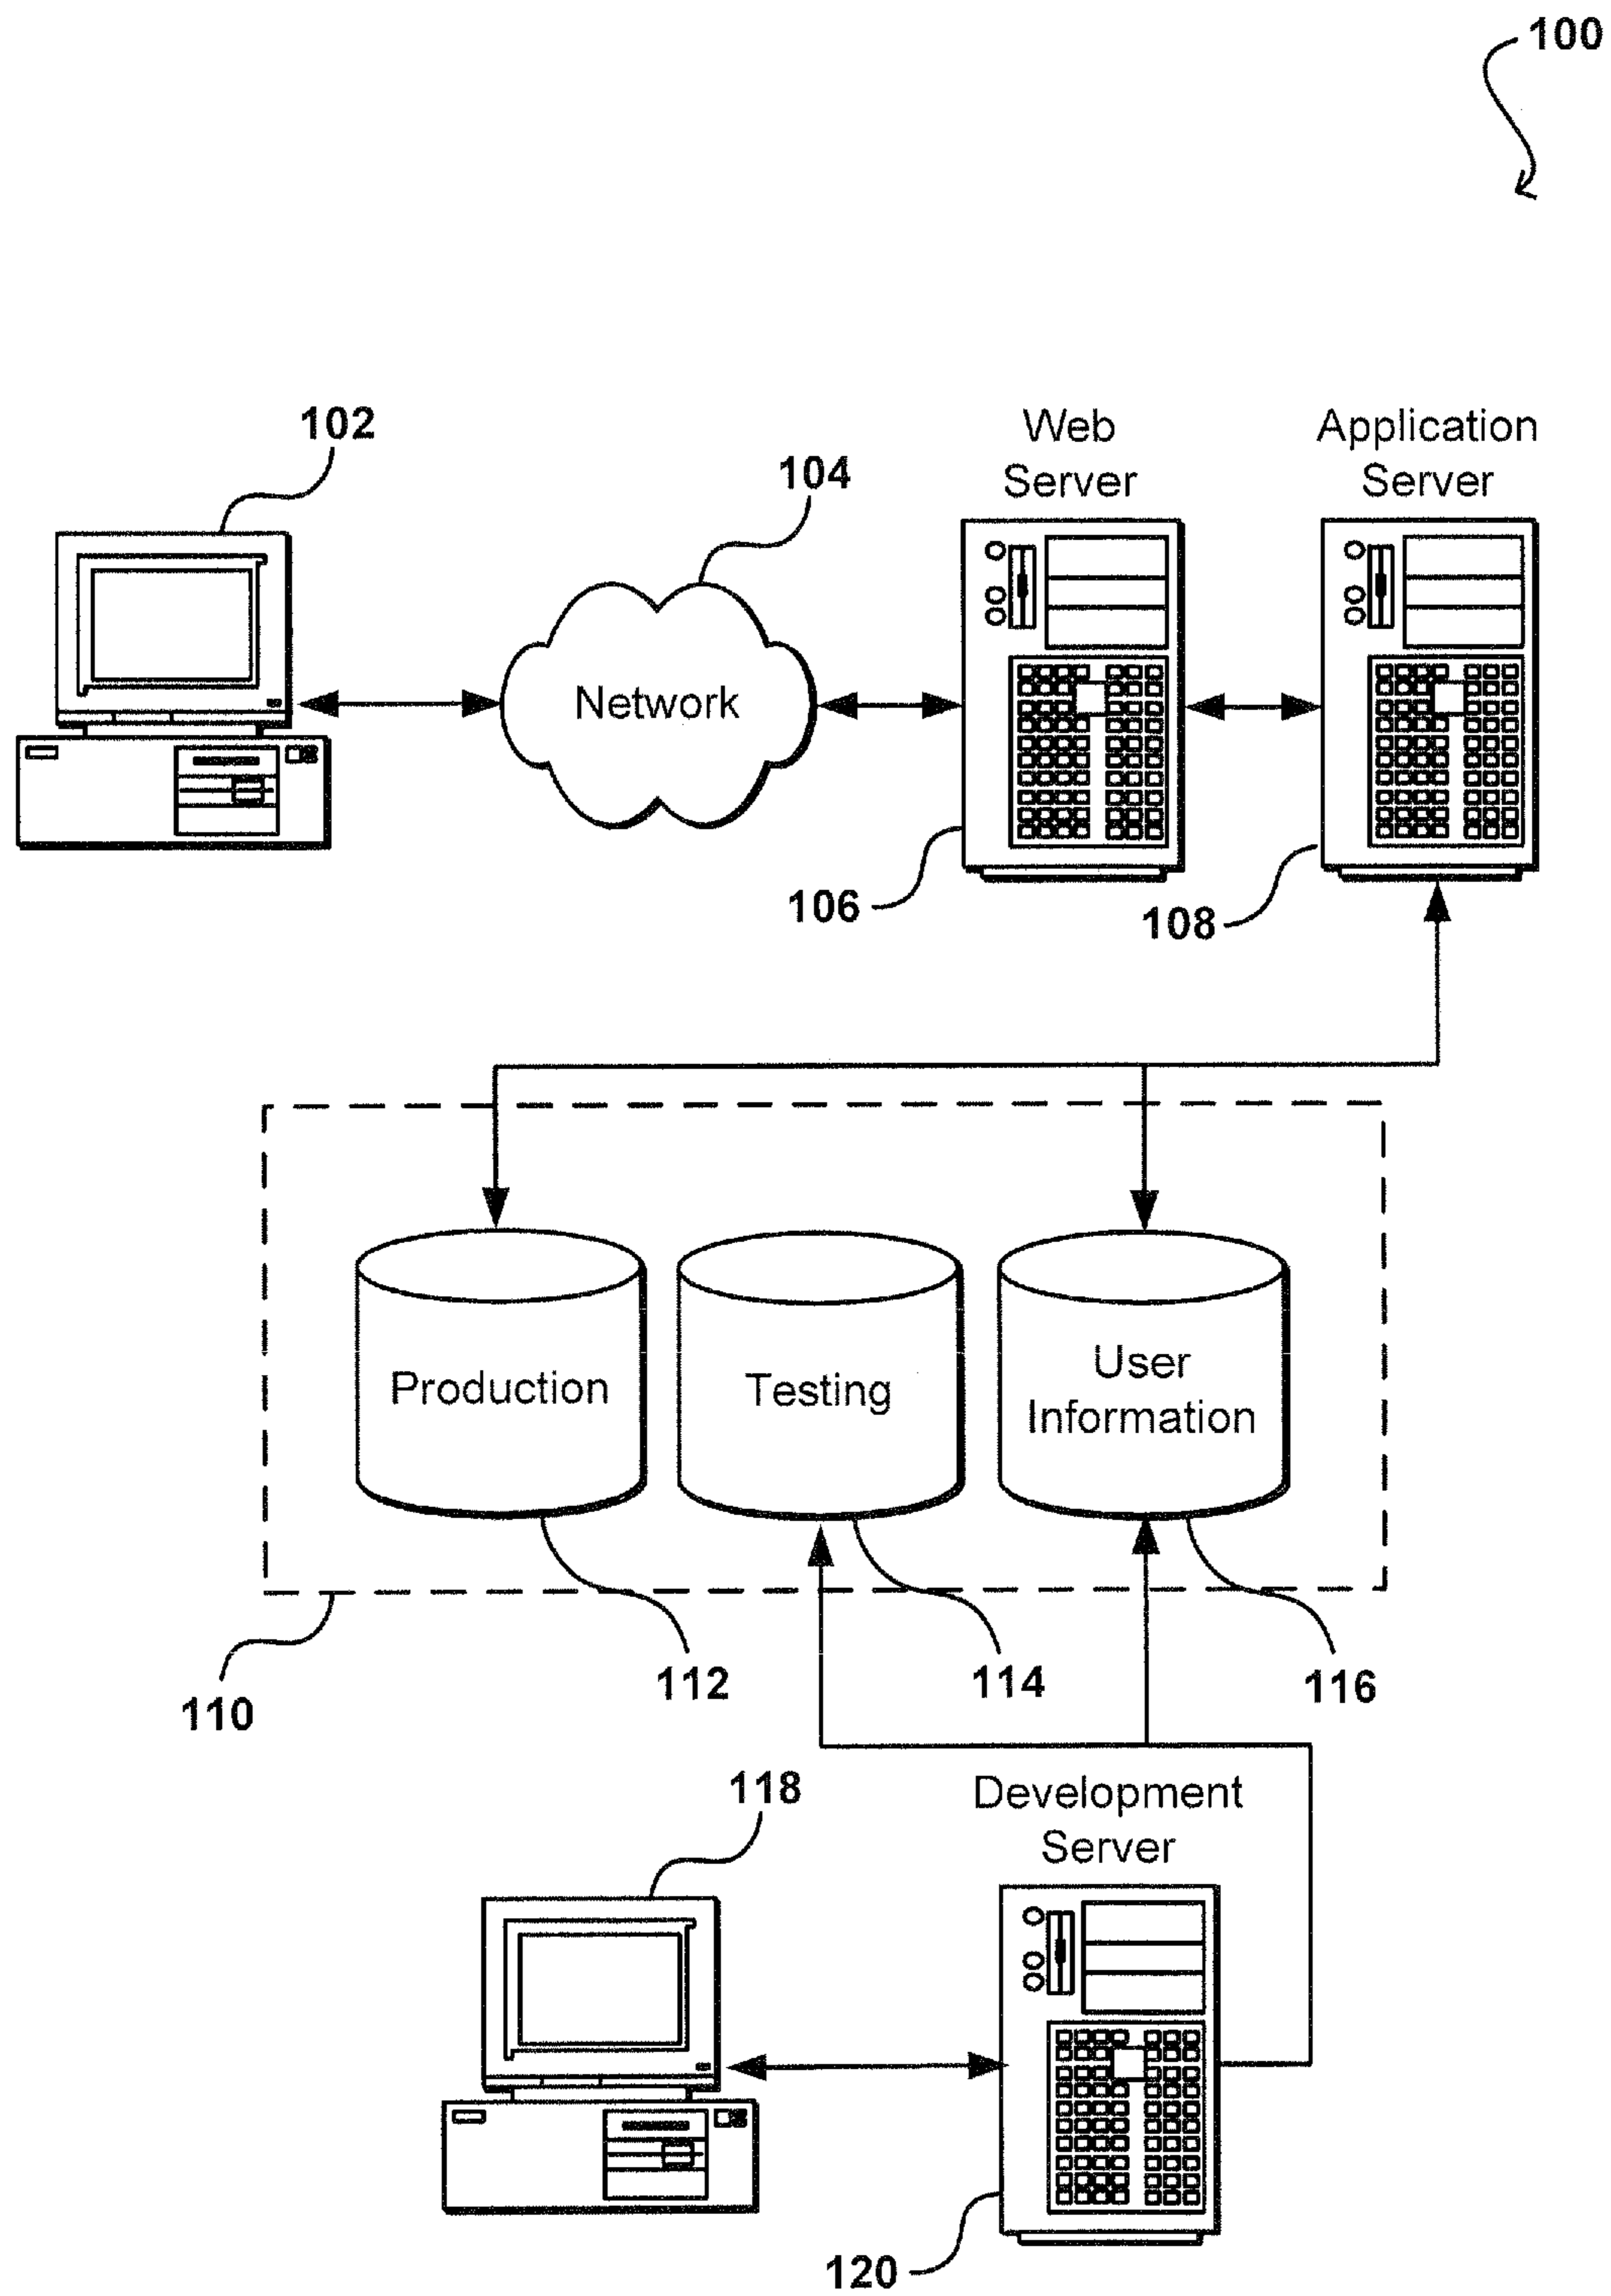 100
102
104
Web
Server
Application
Server
Network
106
108
Production
Testing
User
Information
110
112
114
116
118
Development
Server
120